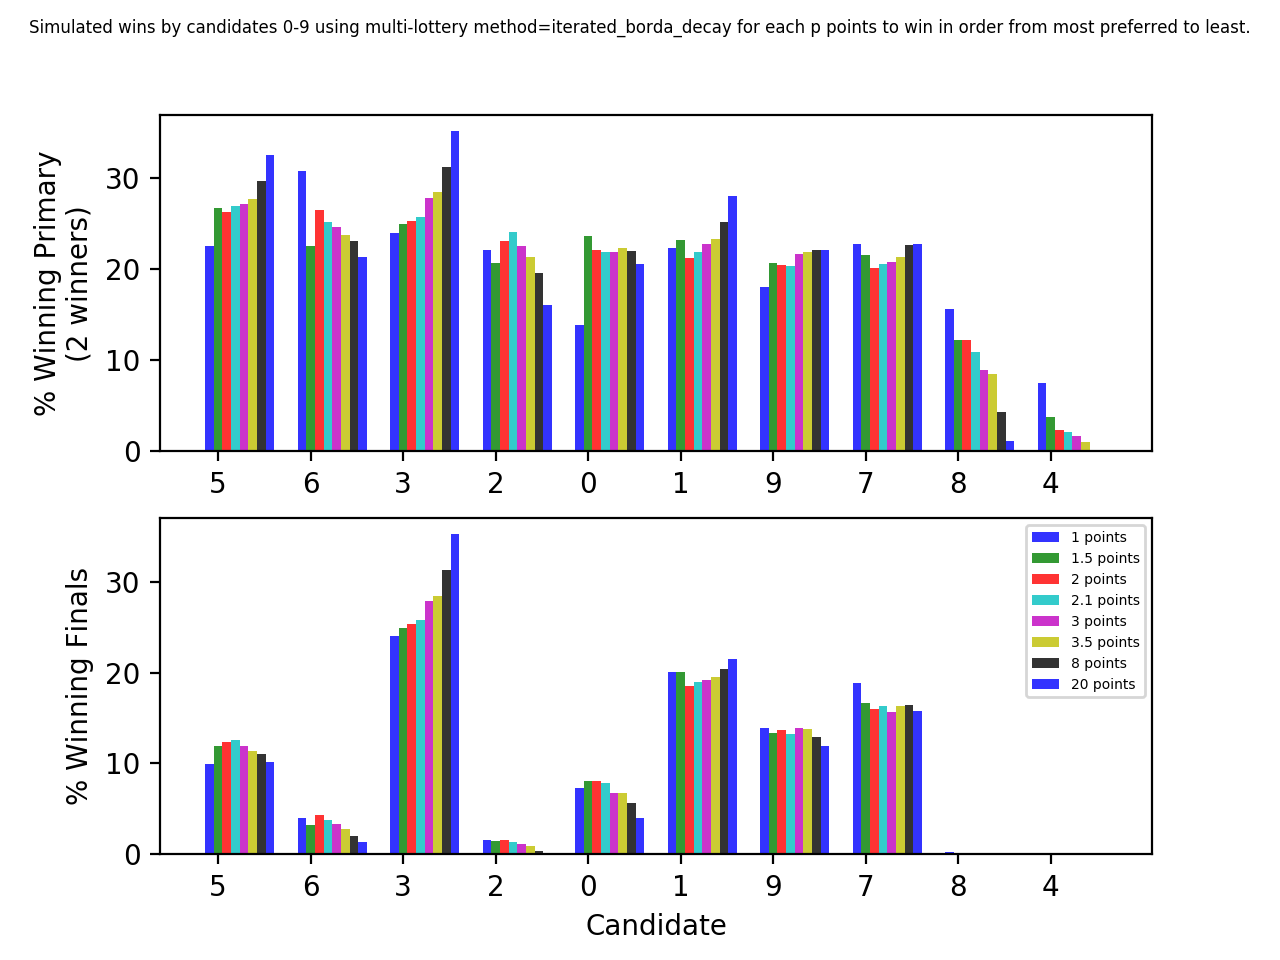 Simulated wins by candidates 0-9 using multi-lottery method=iterated_borda_decay for each p points to win in order from most preferred to least.
% Winning Primary
(2 winners)
30
20
10
0
5 6 3 2 0 1 9 7 8 4
% Winning Finals
30
20
10
0
1 points
1.5 points
2 points
2.1 points
3 points
3.5 points
8 points
20 points
5 6 3 2 0 1 9 7 8 4
Candidate